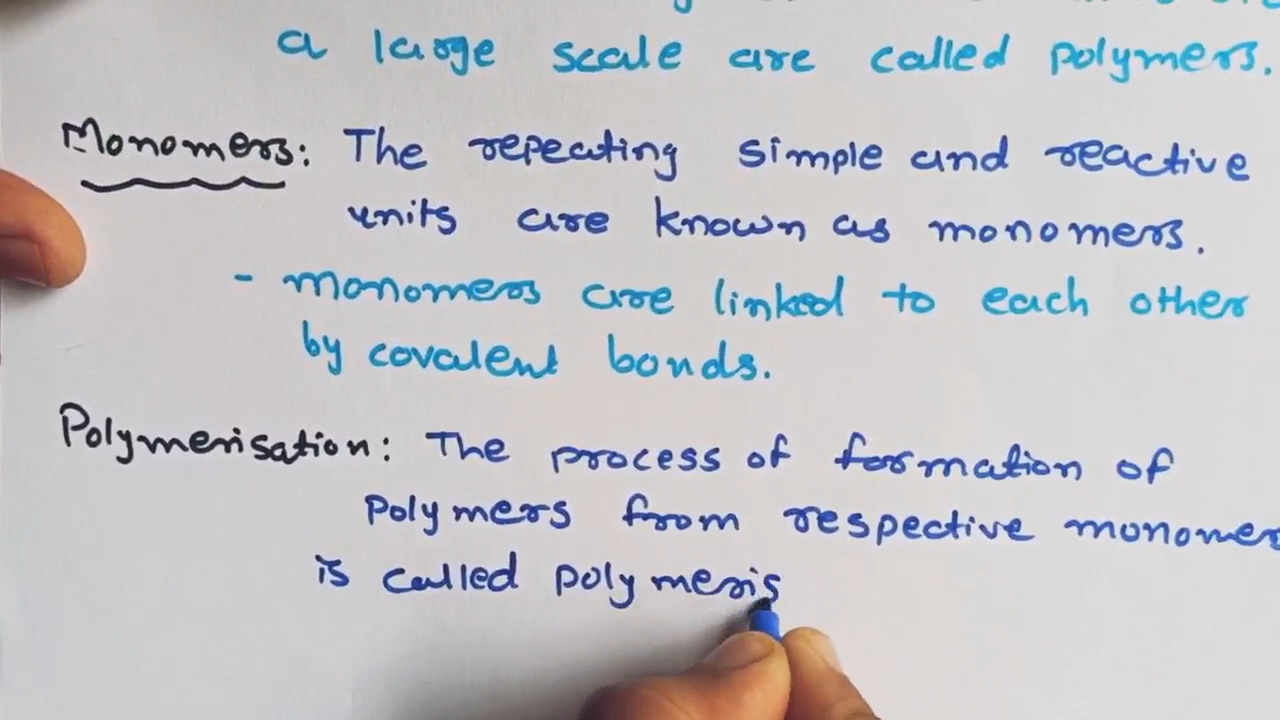 a large scale are called polymers.
Monomers: The repeating simple and reactive
units are known as monomers.
- monomers are linked to each other
by covalent bonds.
Polymerisation: The process of formation of
Polymers from respective monomer
is called polymeris